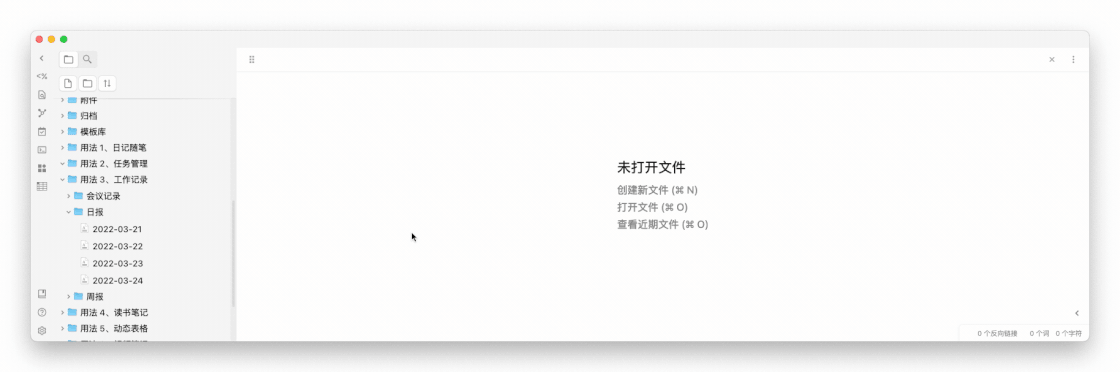 附件
归档
模板库
用法 1、日记随笔
用法 2、任务管理
用法 3、工作记录
会议记录
日报
2022-03-21
2022-03-22
2022-03-23
2022-03-24
周报
用法 4、读书笔记
用法 5、动态表格
未打开文件
创建新文件 (⌘ N)
打开文件 (⌘ O)
查看近期文件 (⌘ O)
0 个反向链接 0 个词 0 个字符